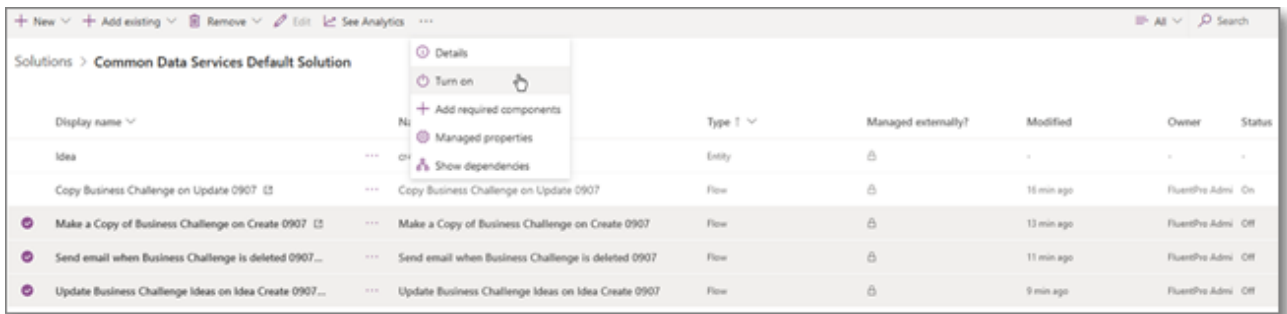 New Add existing Remove Edit See Analytics ··· All Search
Details
Solutions > Common Data Services Default Solution
Turn on
Add required components
Display name Na Type ↑ Managed externally? Modified Owner Status
Managed properties
Idea ··· cre Entity - - -
Show dependencies
Copy Business Challenge on Update 0907 ··· Copy Business Challenge on Update 0907 Flow 16 min ago FluentPro Admi On
Make a Copy of Business Challenge on Create 0907 ··· Make a Copy of Business Challenge on Create 0907 Flow 13 min ago FluentPro Admi Off
Send email when Business Challenge is deleted 0907... ··· Send email when Business Challenge is deleted 0907 Flow 11 min ago FluentPro Admi Off
Update Business Challenge Ideas on Idea Create 0907... ··· Update Business Challenge Ideas on Idea Create 0907 Flow 9 min ago FluentPro Admi Off